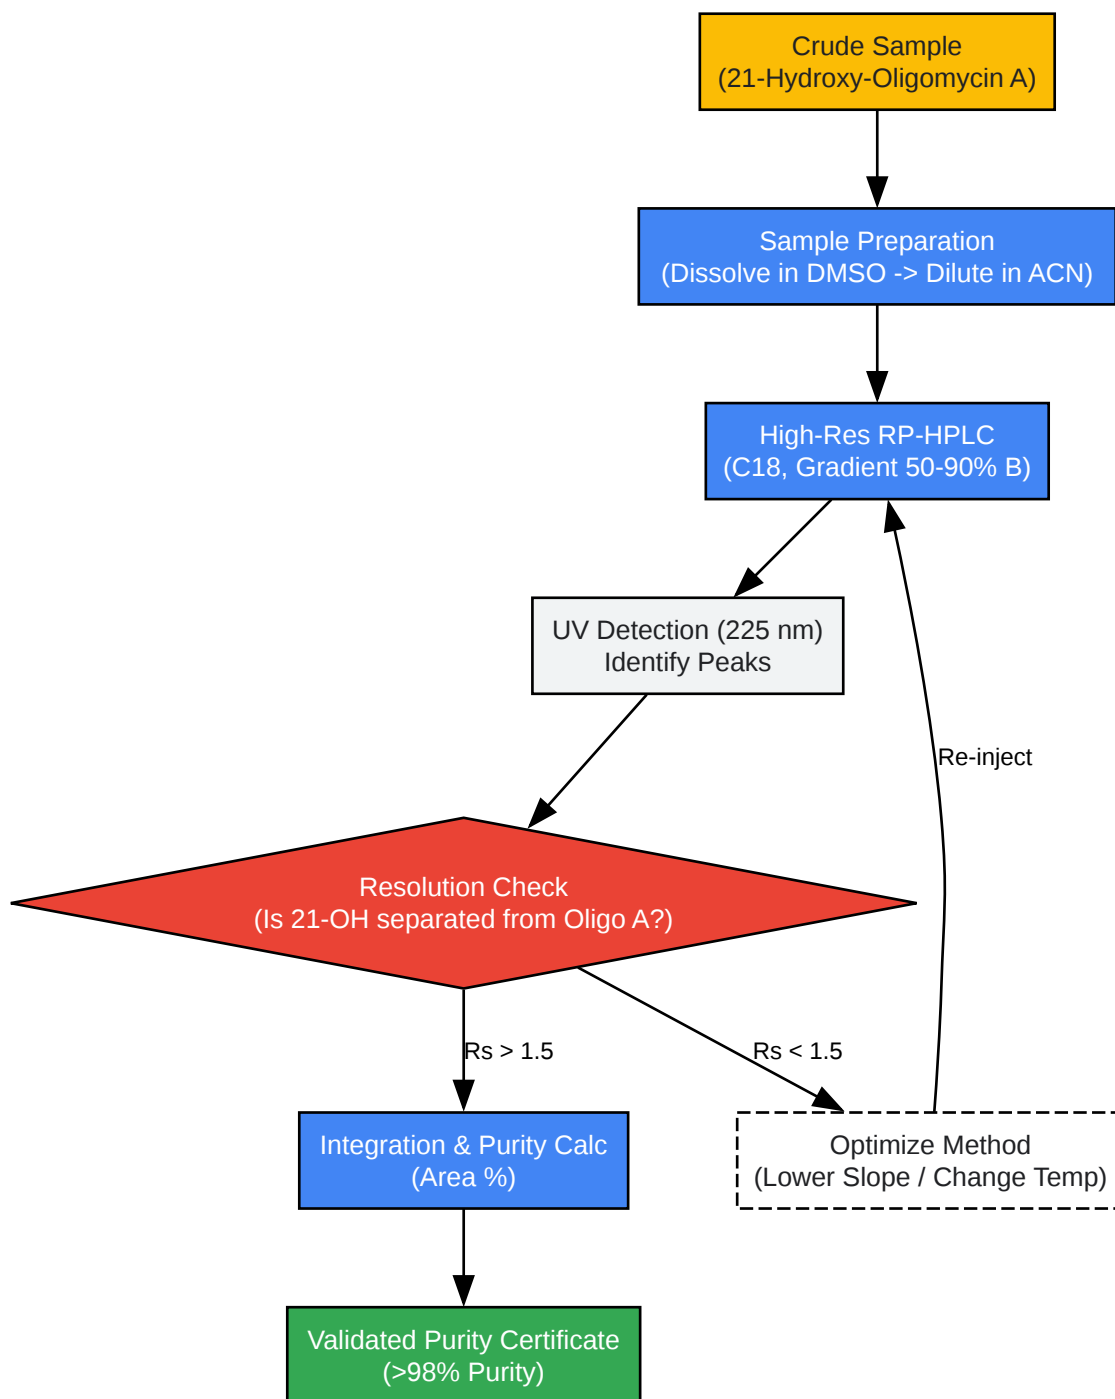 Crude Sample
(21-Hydroxy-Oligomycin A)
Sample Preparation
(Dissolve in DMSO -> Dilute in ACN)
High-Res RP-HPLC
(C18, Gradient 50-90% B)
UV Detection (225 nm)
Identify Peaks
Re-inject
Resolution Check
(Is 21-OH separated from Oligo A?)
Rs > 1.5
Rs < 1.5
Integration & Purity Calc
(Area %)
Optimize Method
(Lower Slope / Change Temp)
Validated Purity Certificate
(>98% Purity)